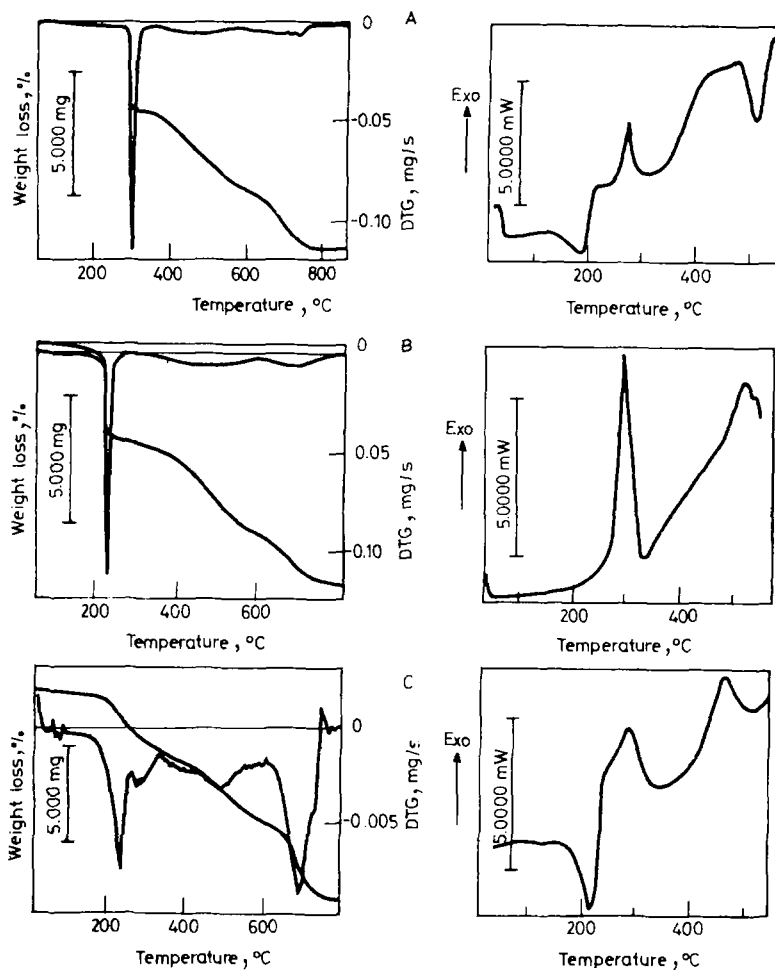 A
Weight loss, %
5.000 mg
0
-0.05
-0.10
DTG, mg/s
200 400 600 800
Temperature, °C
Exo
5.0000 mW
200 400
Temperature, °C
B
Weight loss, %
5.000 mg
0
0.05
0.10
DTG, mg/s
200 400 600
Temperature, °C
Exo
5.0000 mW
200 400
Temperature, °C
C
Weight loss, %
5.000 mg
0
-0.005
DTG, mg/s
200 400 600
Temperature, °C
Exo
5.0000 mW
200 400
Temperature, °C